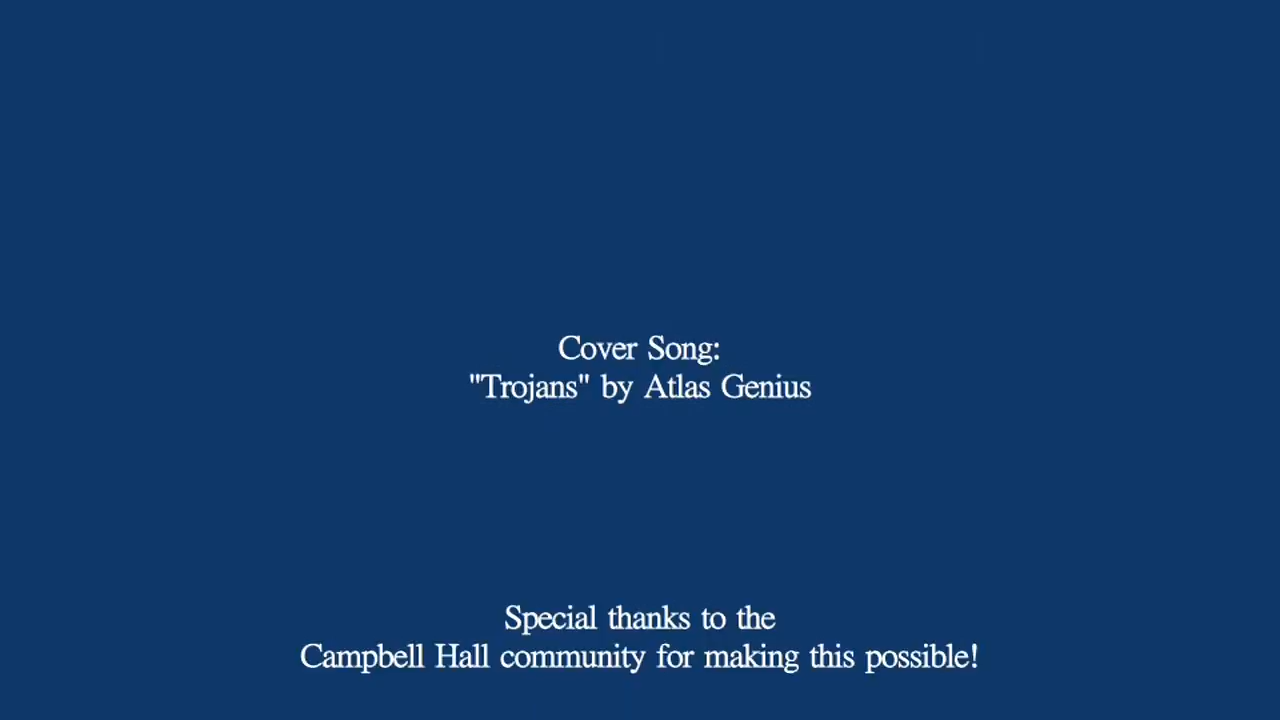 Cover Song:
"Trojans" by Atlas Genius
Special thanks to the
Campbell Hall community for making this possible!